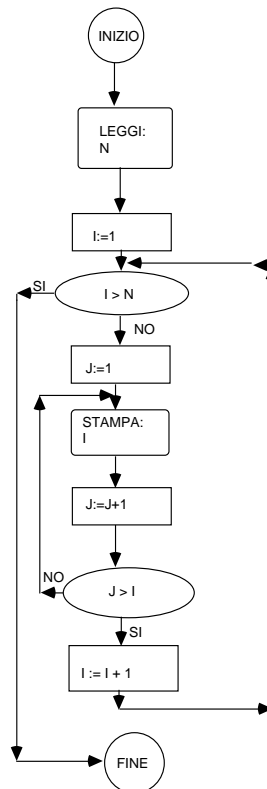 INIZIO
LEGGI:
N
I:=1
SI
I > N
NO
J:=1
STAMPA:
I
J:=J+1
NO
J > I
SI
I := I + 1
FINE